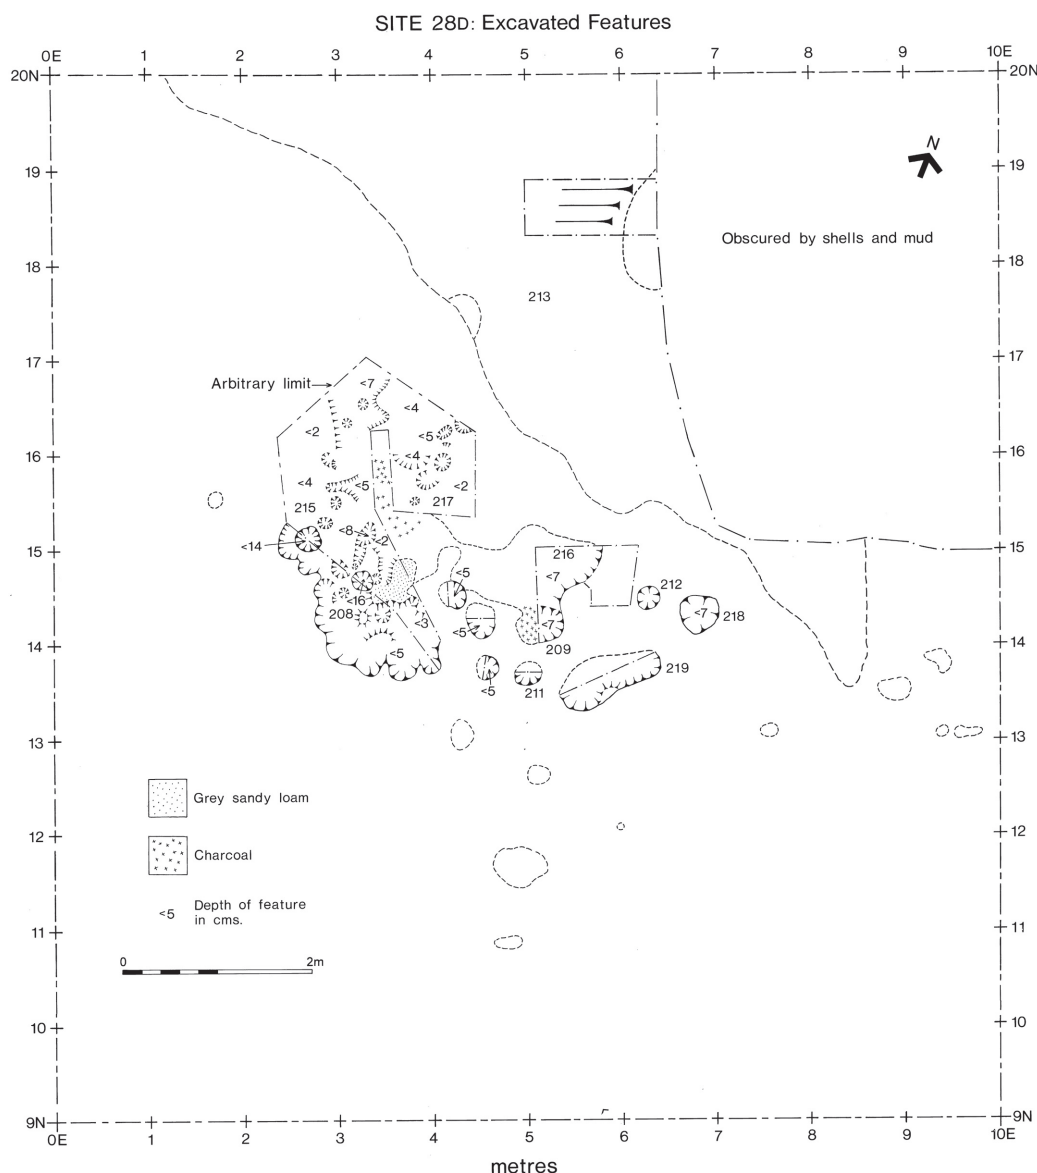 SITE 28D: Excavated Features
0E 1 2 3 4 5 6 7 8 9 10E
20N 20N
N
19 19
Obscured by shells and mud
18 18
213
17 17
Arbitrary limit
<7
<4
<2 <5
16 16
<4
<4 <5 <2
215 217
<8
<14 <2 15 216 15
<5 <7 212
<16
208 <3 <7 <7 218
<5
14 209 14
<5
219
<5 211
13 13
Grey sandy loam
12 12
Charcoal
<5 Depth of feature
in cms.
11 11
0 2m
10 10
9N 9N
0E 1 2 3 4 5 6 7 8 9 10E
metres